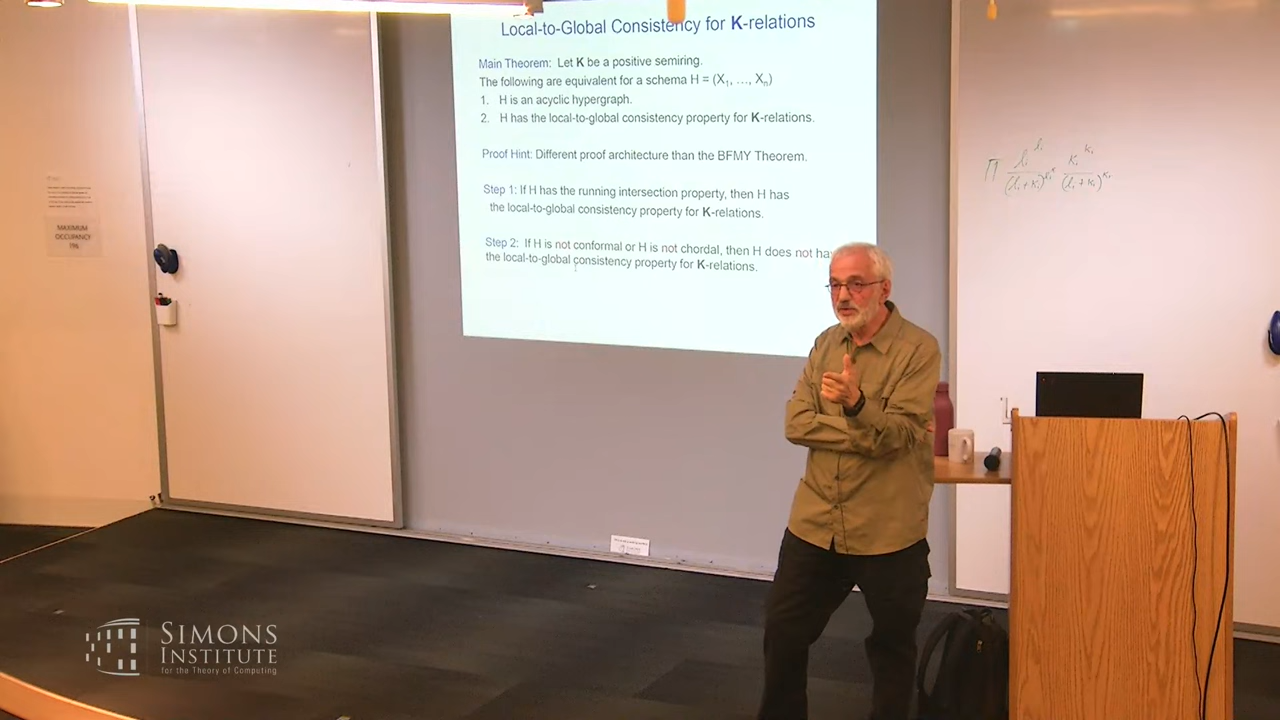 Local-to-Global Consistency for K-relations
Main Theorem: Let K be a positive semiring.
The following are equivalent for a schema H = (X1, …, Xn)
1. H is an acyclic hypergraph.
2. H has the local-to-global consistency property for K-relations.
Proof Hint: Different proof architecture than the BFMY Theorem.
Step 1: If H has the running intersection property, then H has
the local-to-global consistency property for K-relations.
Step 2: If H is not conformal or H is not chordal, then H does not ha
the local-to-global consistency property for K-relations.
MAXIMUM
OCCUPANCY
SIMONS
INSTITUTE
for the Theory of Computing